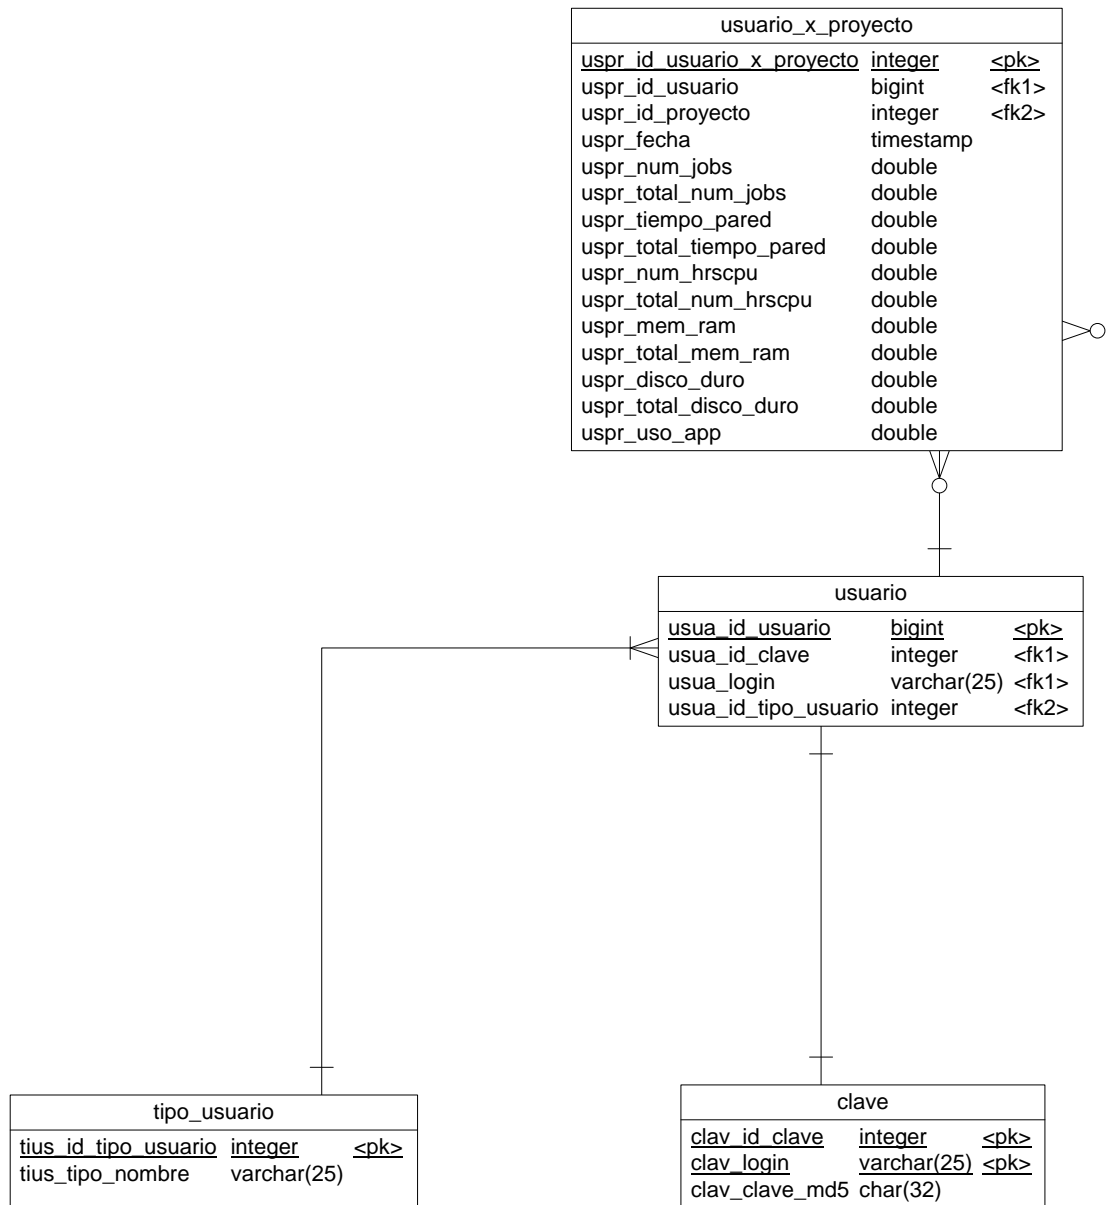 usuario_x_proyecto
uspr_id_usuario_x_proyecto integer <pk>
uspr_id_usuario bigint <fk1>
uspr_id_proyecto integer <fk2>
uspr_fecha timestamp
uspr_num_jobs double
uspr_total_num_jobs double
uspr_tiempo_pared double
uspr_total_tiempo_pared double
uspr_num_hrscpu double
uspr_total_num_hrscpu double
uspr_mem_ram double
uspr_total_mem_ram double
uspr_disco_duro double
uspr_total_disco_duro double
uspr_uso_app double
usuario
usua_id_usuario bigint <pk>
usua_id_clave integer <fk1>
usua_login varchar(25) <fk1>
usua_id_tipo_usuario integer <fk2>
tipo_usuario
tius_id_tipo_usuario integer <pk>
tius_tipo_nombre varchar(25)
clave
clav_id_clave integer <pk>
clav_login varchar(25) <pk>
clav_clave_md5 char(32)